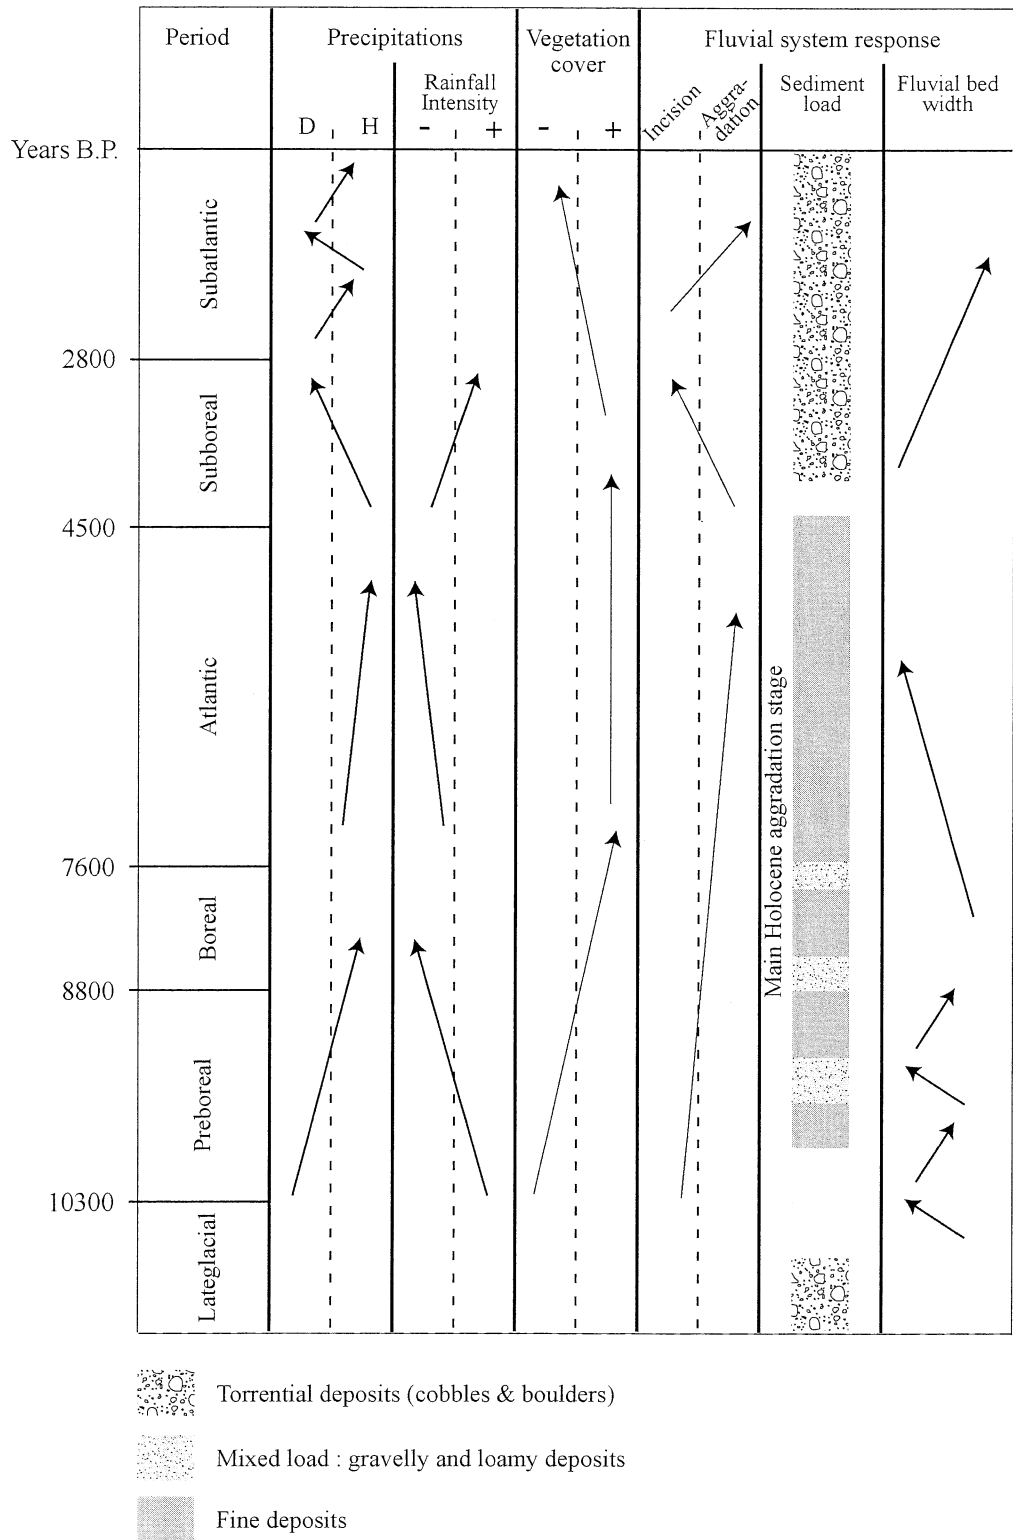 Period
Precipitations
Vegetation
cover
Fluvial system response
Rainfall
Intensity
Incision
Aggra-
dation
Sediment
load
Fluvial bed
width
D
H
-
+
-
+
Years B.P.
Subatlantic
2800
Subboreal
4500
Atlantic
Main Holocene aggradation stage
7600
Boreal
8800
Preboreal
10300
Lateglacial
Torrential deposits (cobbles & boulders)
Mixed load : gravelly and loamy deposits
Fine deposits